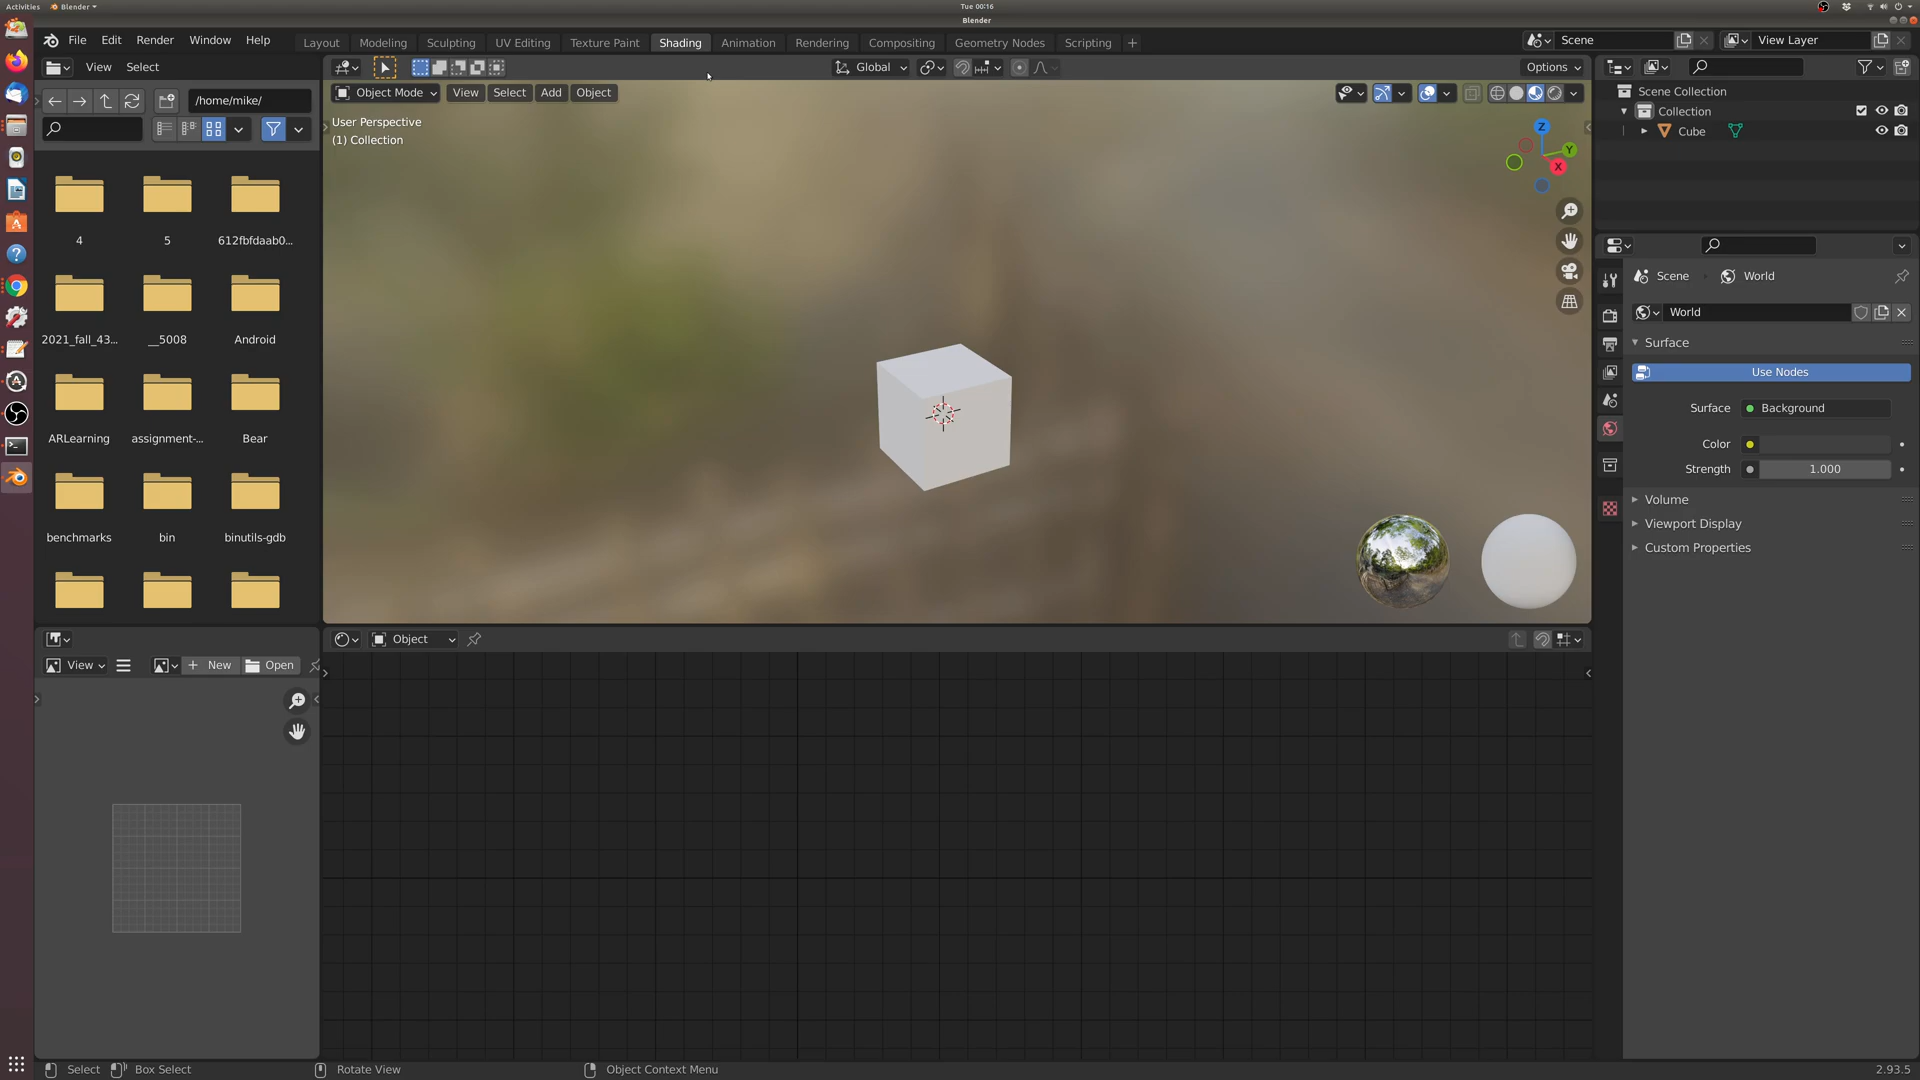 Activities Blender Tue 00:16
Blender
File Edit Render Window Help Layout Modeling Sculpting UV Editing Texture Paint Shading Animation Rendering Compositing Geometry Nodes Scripting + Scene View Layer
View Select Global Options
/home/mike/ Object Mode View Select Add Object
Scene Collection
Collection
Cube
User Perspective
(1) Collection
Z
Y
X
4 5 612fbfdaab0...
2021_fall_43... __5008 Android
ARLearning assignment-... Bear
benchmarks bin binutils-gdb
Scene World
World
Surface
Use Nodes
Surface Background
Color
Strength 1.000
Volume
Viewport Display
Custom Properties
Object
View New Open
Select Box Select Rotate View Object Context Menu 2.93.5